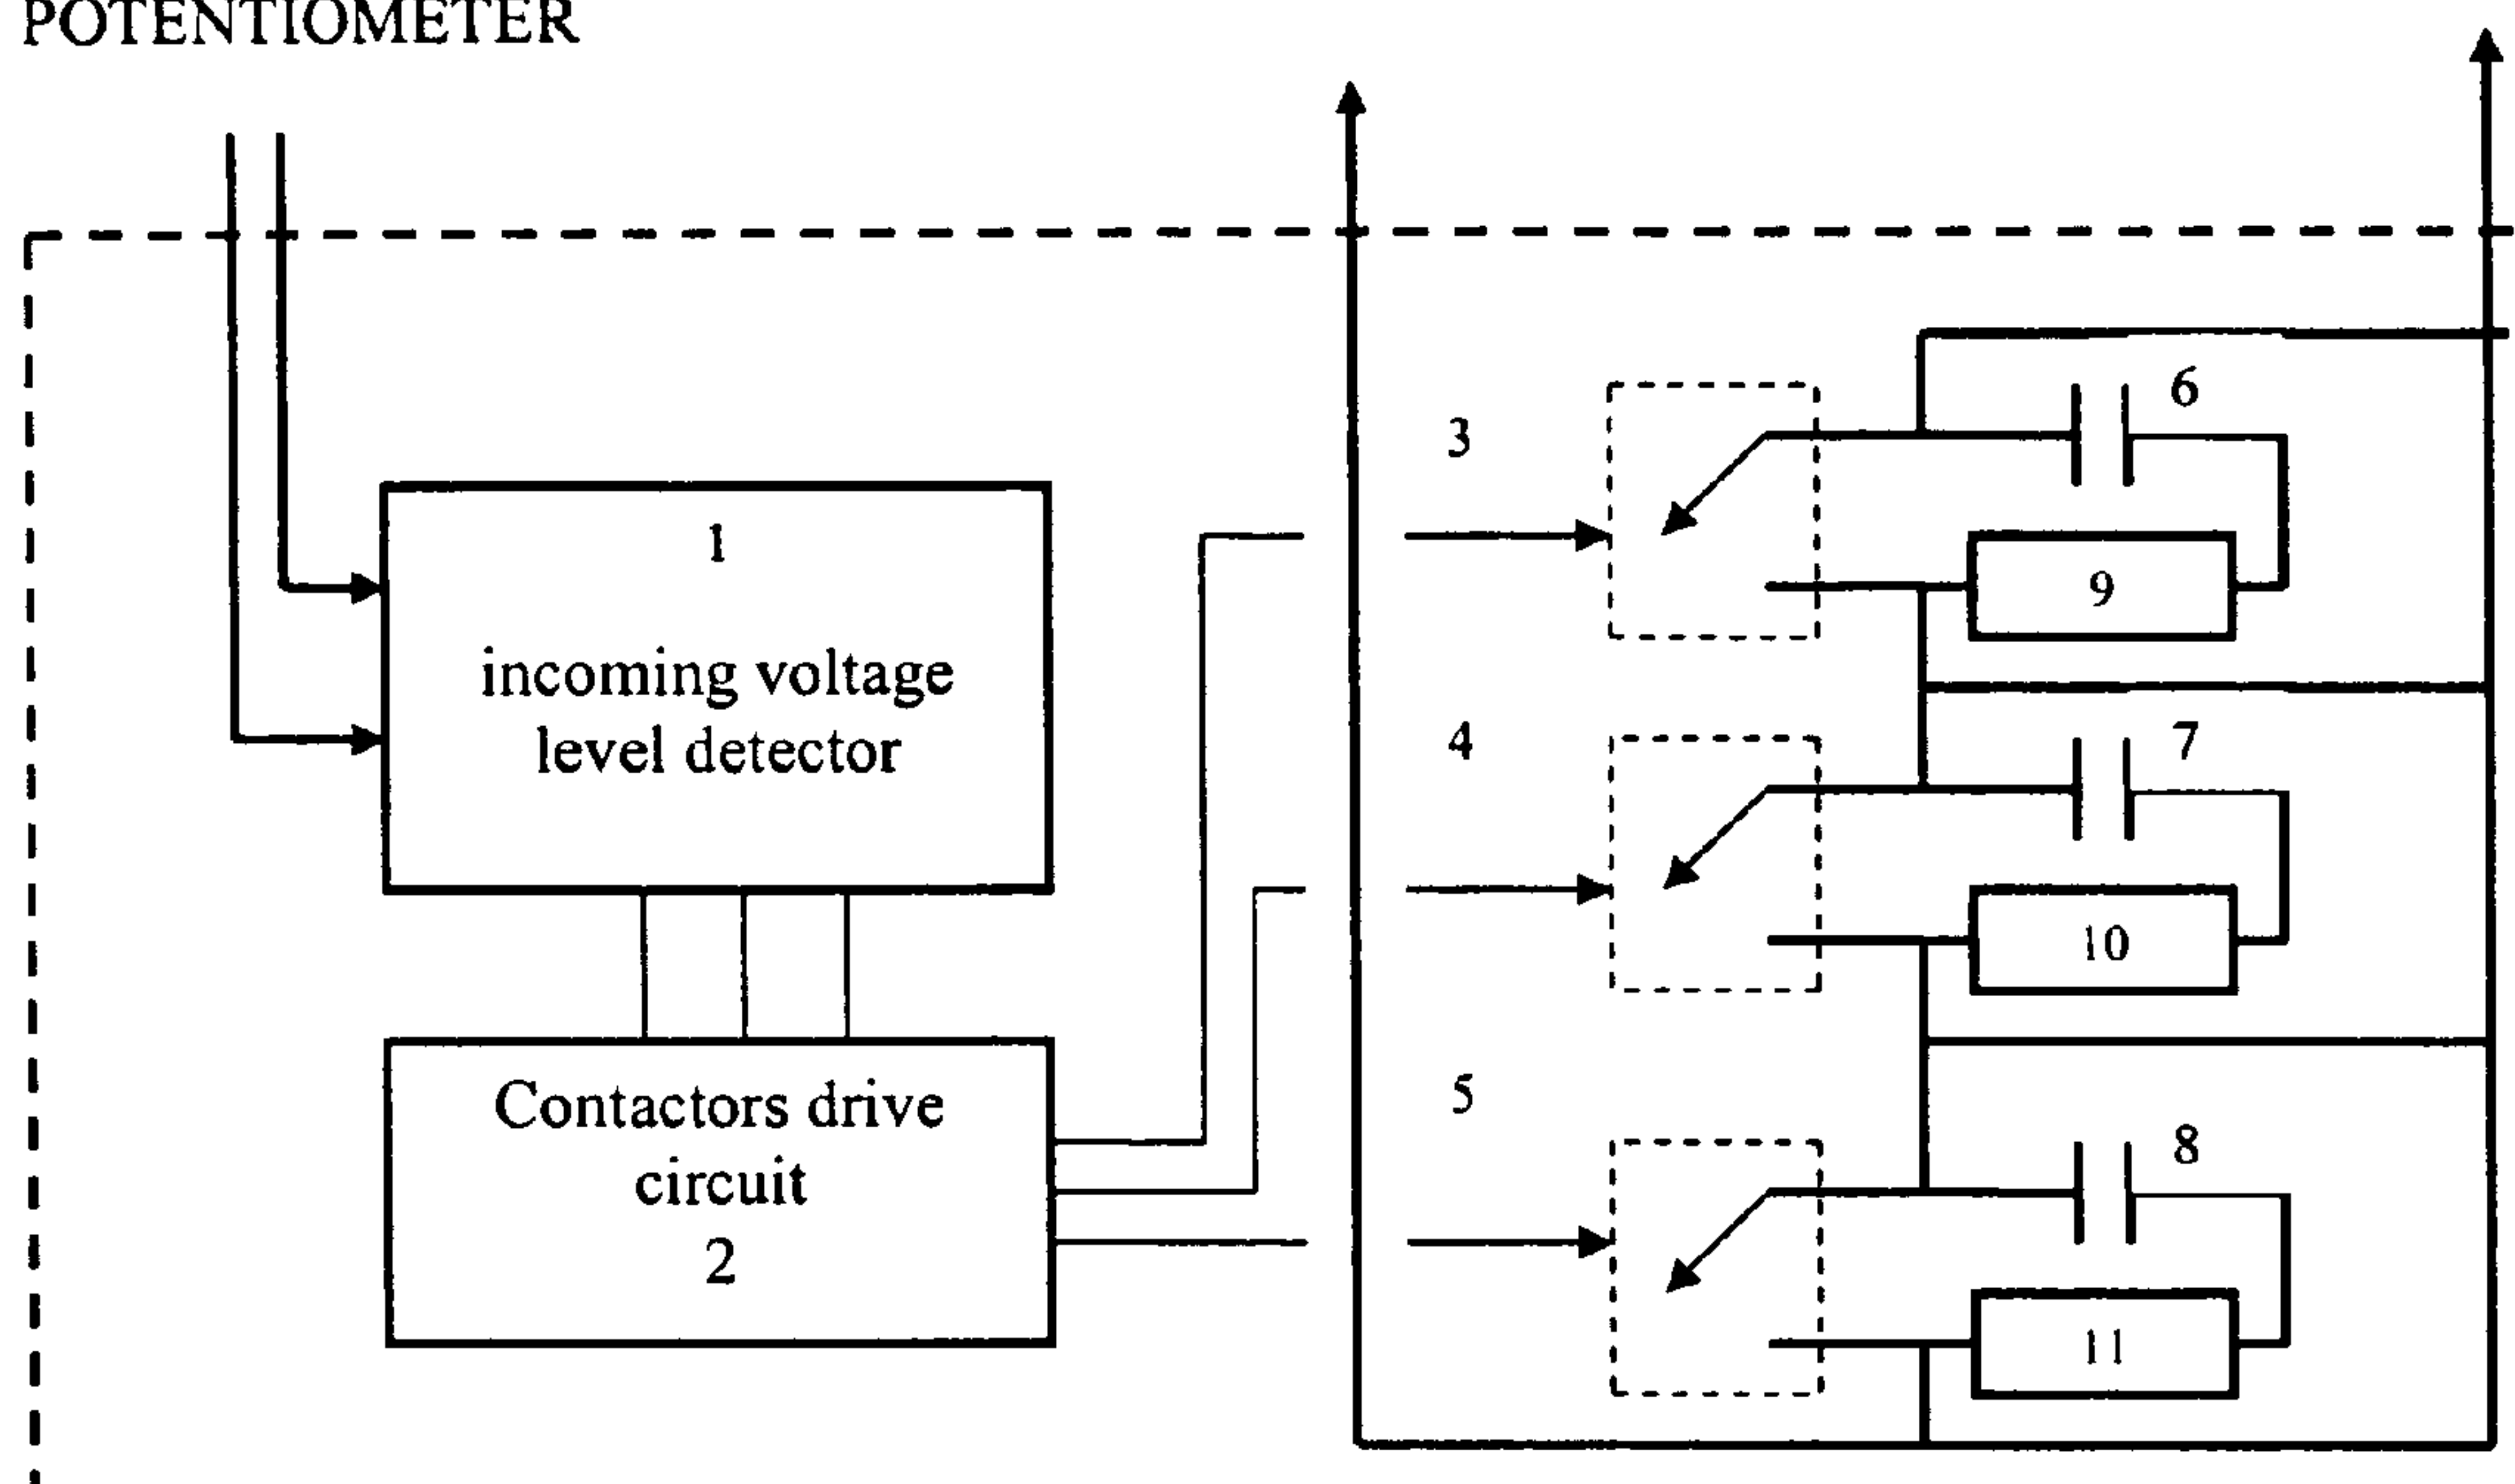 POTENTIOMETER
6
3
1
9
incoming voltage
level detector
4
7
10
5
Contactors drive
circuit
2
8
11